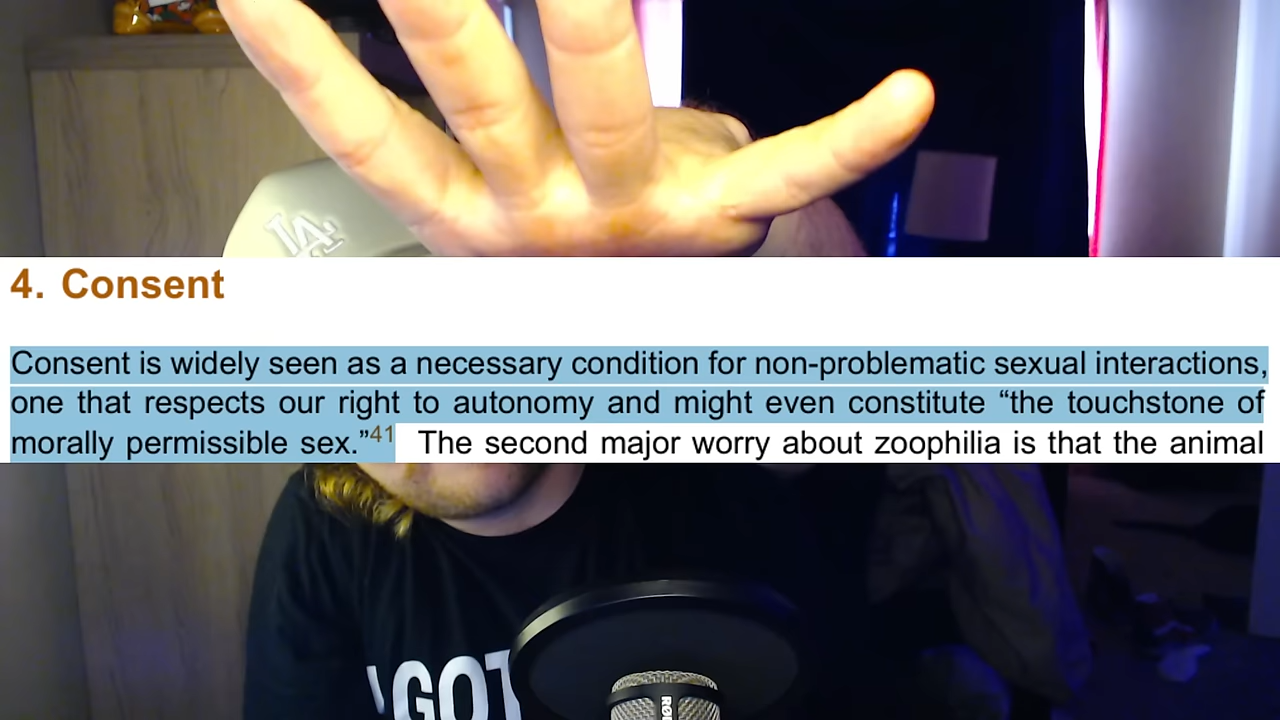 LA
4. Consent
Consent is widely seen as a necessary condition for non-problematic sexual interactions,
one that respects our right to autonomy and might even constitute “the touchstone of
morally permissible sex.”41 The second major worry about zoophilia is that the animal
GOT